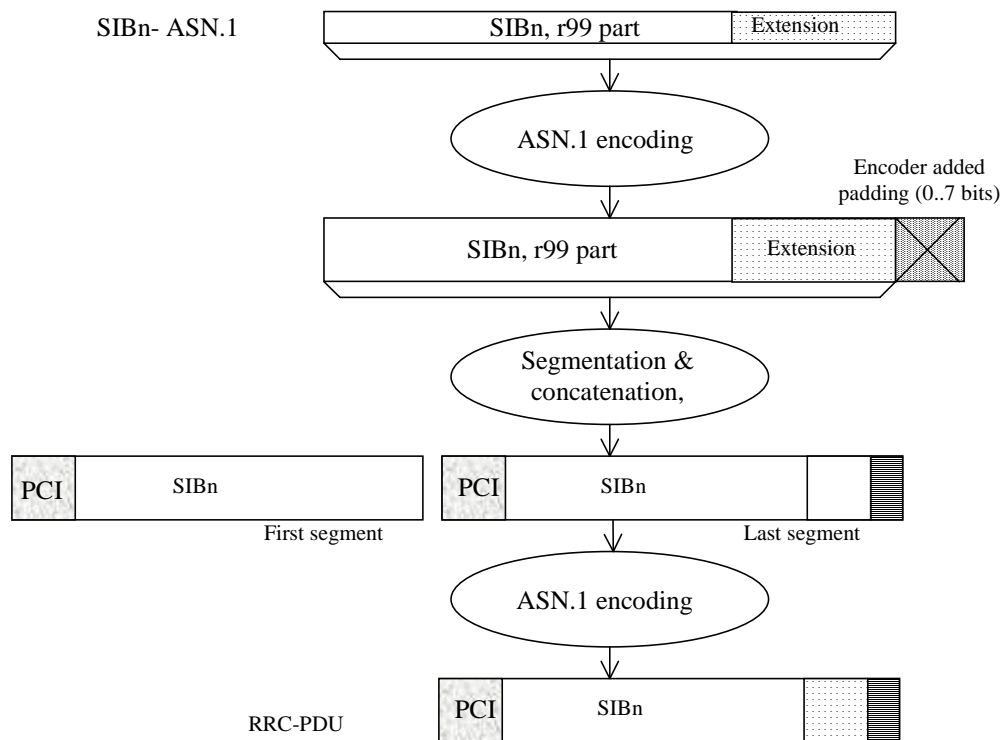 SIBn- ASN.1
SIBn, r99 part
Extension
ASN.1 encoding
Encoder added
padding (0..7 bits)
SIBn, r99 part
Extension
Segmentation &
concatenation,
PCI
SIBn
PCI
SIBn
First segment
Last segment
ASN.1 encoding
PCI
SIBn
RRC-PDU